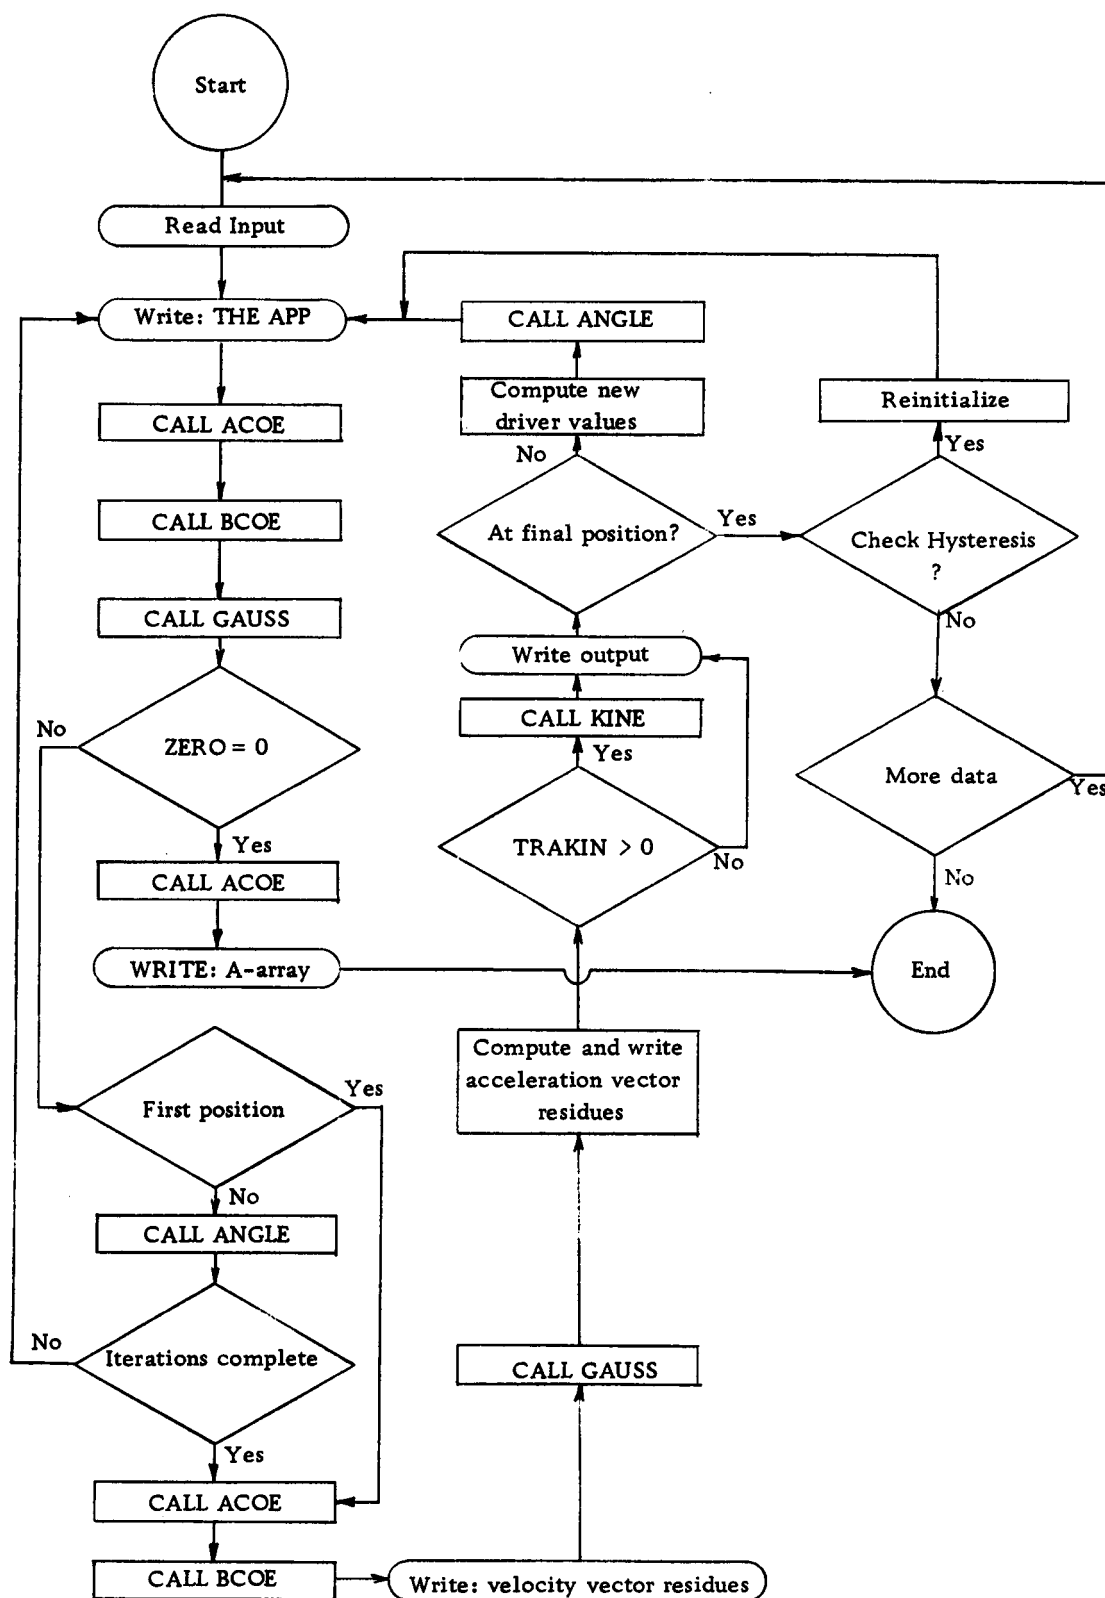 Start
Read Input
Write: THE APP
CALL ACOE
CALL BCOE
CALL GAUSS
No
ZERO = 0
Yes
CALL ACOE
WRITE: A-array
First position
Yes
No
CALL ANGLE
No
Iterations complete
Yes
CALL ACOE
CALL BCOE
Write: velocity vector residues
CALL GAUSS
Compute and write
acceleration vector
residues
TRAKIN > 0
No
Yes
CALL KINE
Write output
At final position?
No
Compute new
driver values
CALL ANGLE
Yes
Check Hysteresis
?
Yes
Reinitialize
No
More data
Yes
No
End